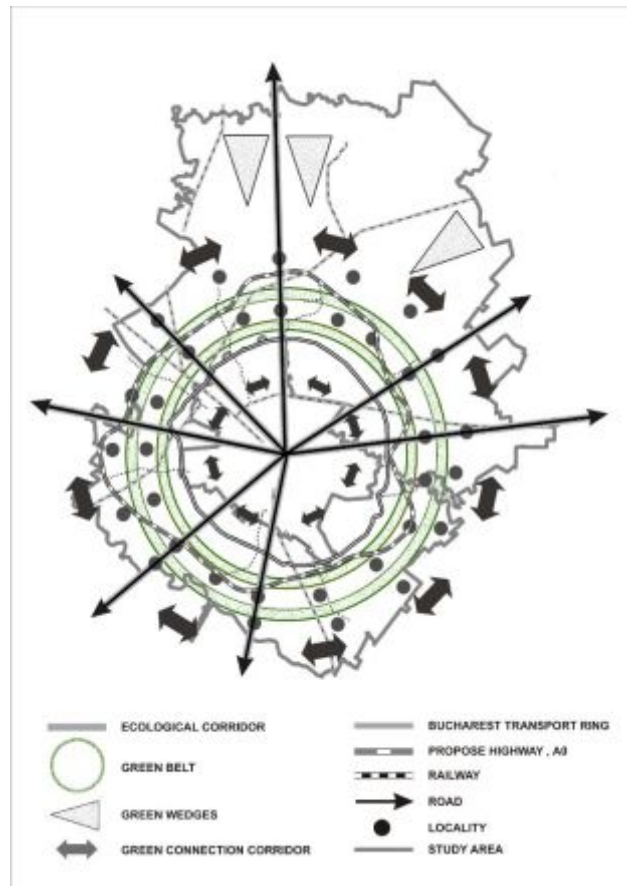 ECOLOGICAL CORRIDOR
GREEN BELT
GREEN WEDGES
GREEN CONNECTION CORRIDOR
BUCHAREST TRANSPORT RING
PROPOSE HIGHWAY , A0
RAILWAY
ROAD
LOCALITY
STUDY AREA